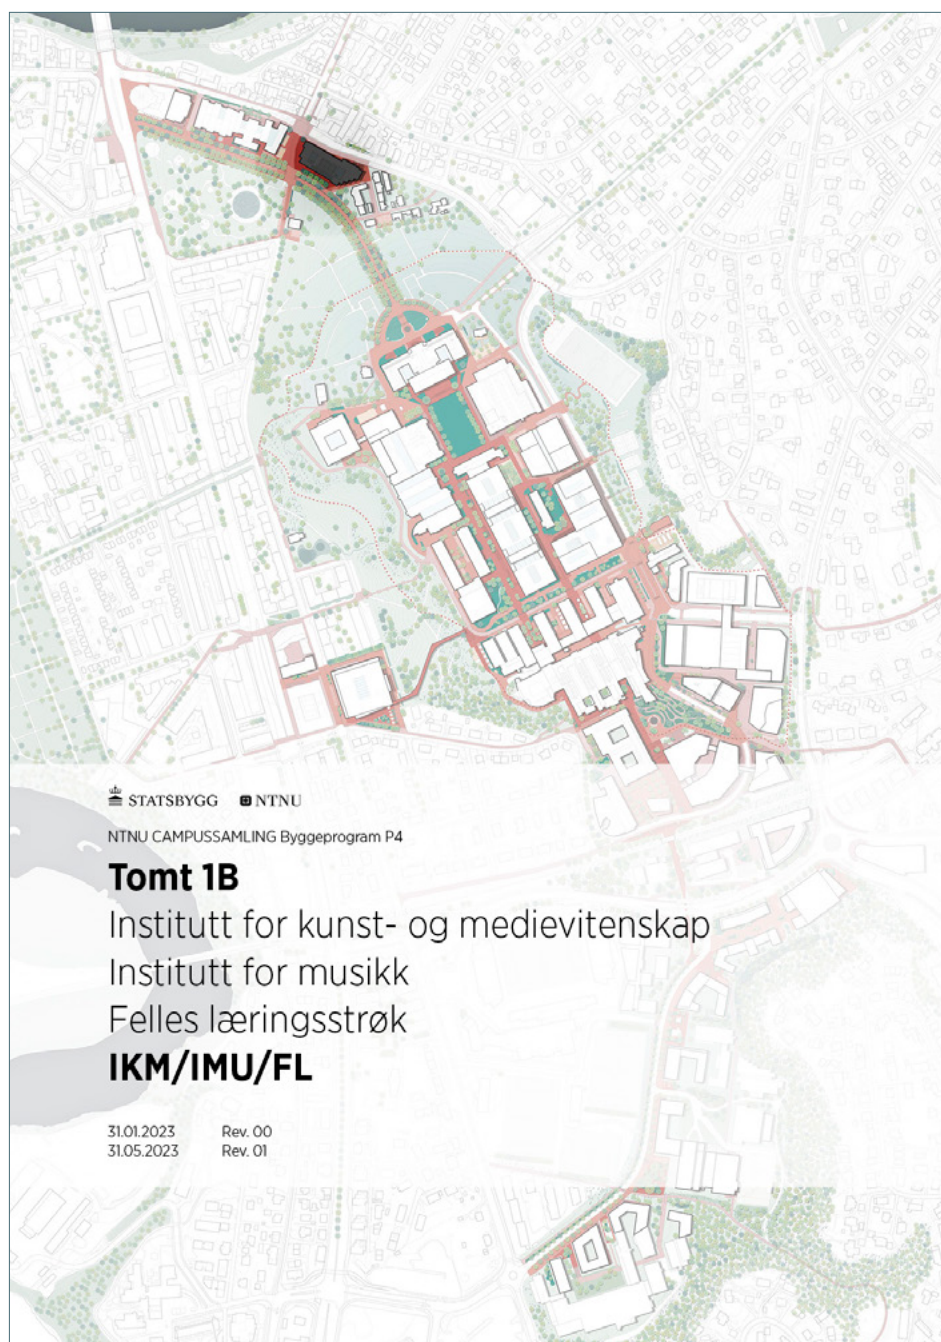 STATSBYGG NTNU
NTNU CAMPUSSAMLING Byggeprogram P4
Tomt 1B
Institutt for kunst- og medievitenskap
Institutt for musikk
Felles læringsstrøk
IKM/IMU/FL
31.01.2023 Rev. 00
31.05.2023 Rev. 01